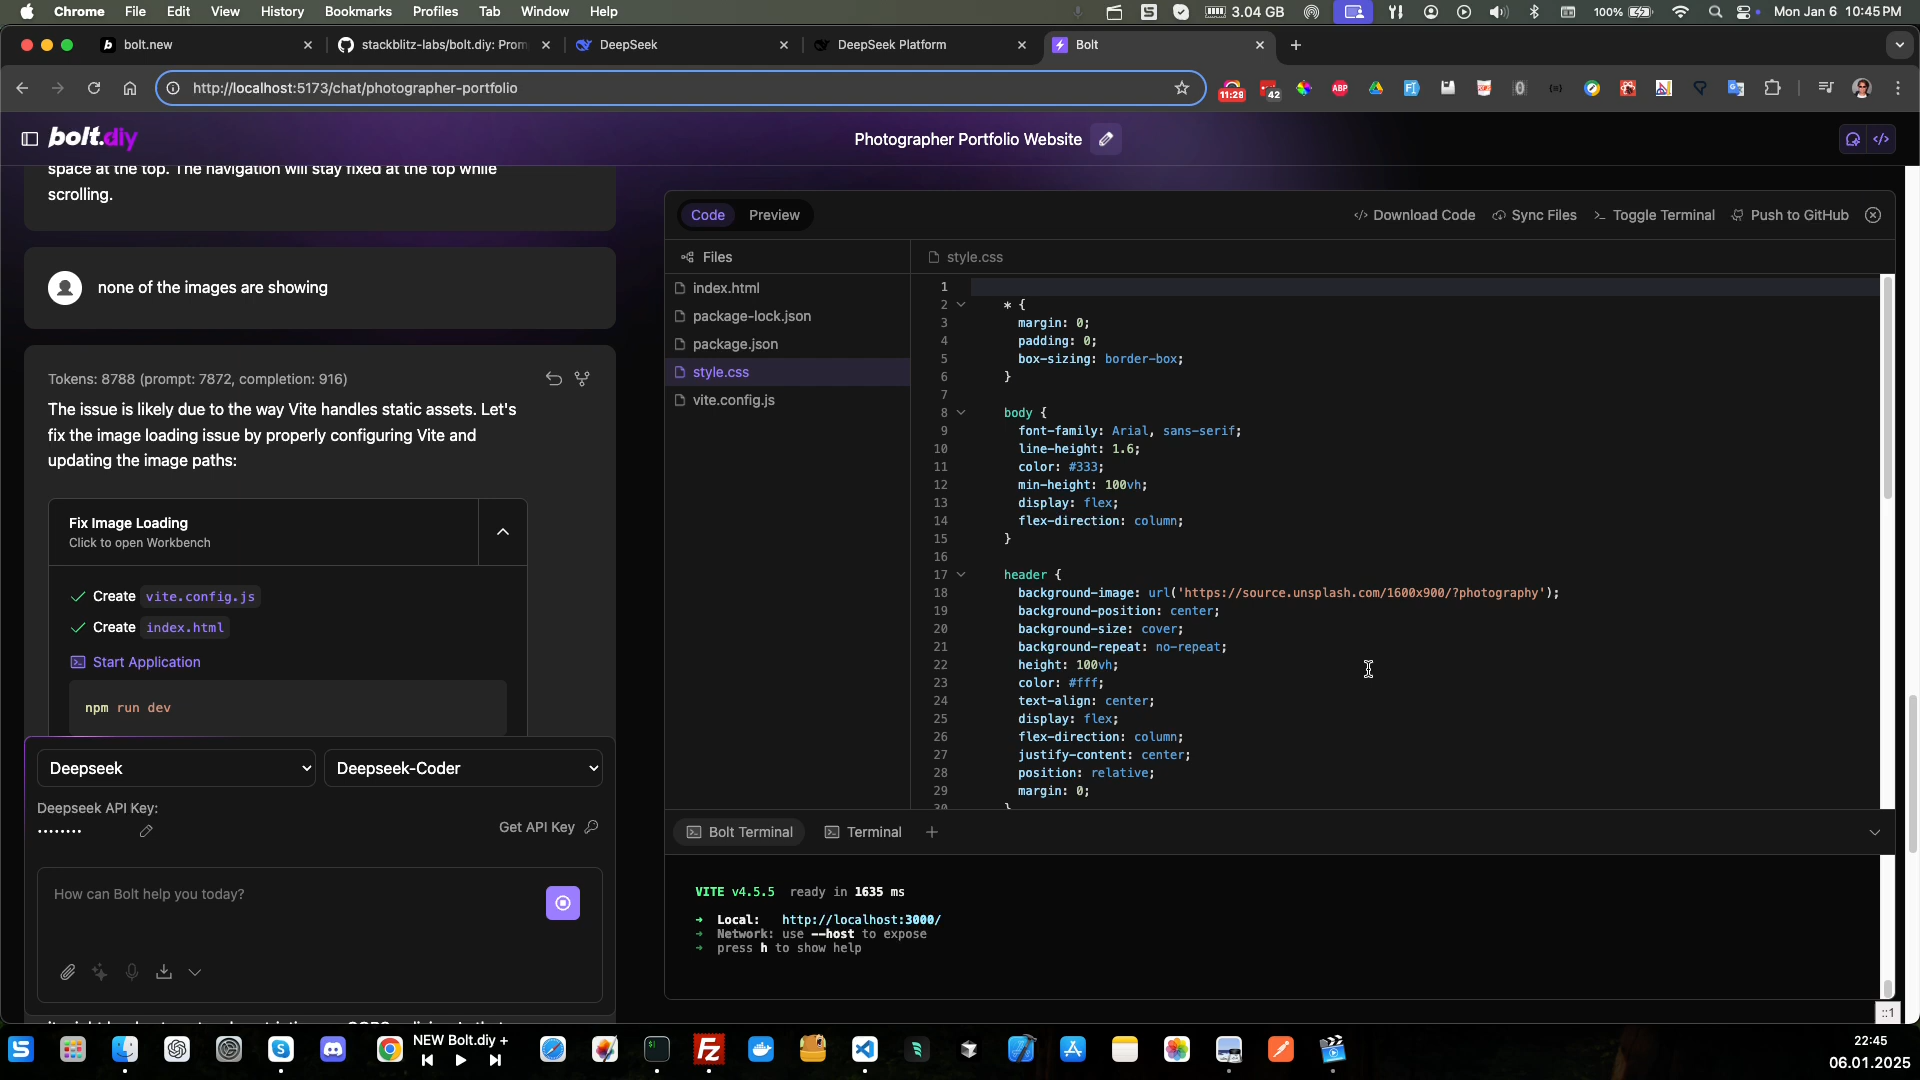 Chrome File Edit View History Bookmarks Profiles Tab Window Help
3.04 GB 100% Mon Jan 6 10:45 PM
bolt.new
stackblitz-labs/bolt.diy: Prom
DeepSeek
DeepSeek Platform
Bolt
http://localhost:5173/chat/photographer-portfolio
11:29 42 ABP
bolt.diy
Photographer Portfolio Website
space at the top. The navigation will stay fixed at the top while
scrolling.
none of the images are showing
Tokens: 8788 (prompt: 7872, completion: 916)
The issue is likely due to the way Vite handles static assets. Let's
fix the image loading issue by properly configuring Vite and
updating the image paths:
Fix Image Loading
Click to open Workbench
Create vite.config.js
Create index.html
Start Application
npm run dev
Deepseek
Deepseek-Coder
Deepseek API Key:
••••••••
Get API Key
How can Bolt help you today?
Code Preview
Download Code Sync Files Toggle Terminal Push to GitHub
Files
index.html
package-lock.json
package.json
style.css
vite.config.js
style.css
1
2 * {
3 margin: 0;
4 padding: 0;
5 box-sizing: border-box;
6 }
7
8 body {
9 font-family: Arial, sans-serif;
10 line-height: 1.6;
11 color: #333;
12 min-height: 100vh;
13 display: flex;
14 flex-direction: column;
15 }
16
17 header {
18 background-image: url('https://source.unsplash.com/1600x900/?photography');
19 background-position: center;
20 background-size: cover;
21 background-repeat: no-repeat;
22 height: 100vh;
23 color: #fff;
24 text-align: center;
25 display: flex;
26 flex-direction: column;
27 justify-content: center;
28 position: relative;
29 margin: 0;
30 }
Bolt Terminal Terminal
VITE v4.5.5 ready in 1635 ms
➜ Local: http://localhost:3000/
➜ Network: use --host to expose
➜ press h to show help
::1
NEW Bolt.diy +
22:45
06.01.2025